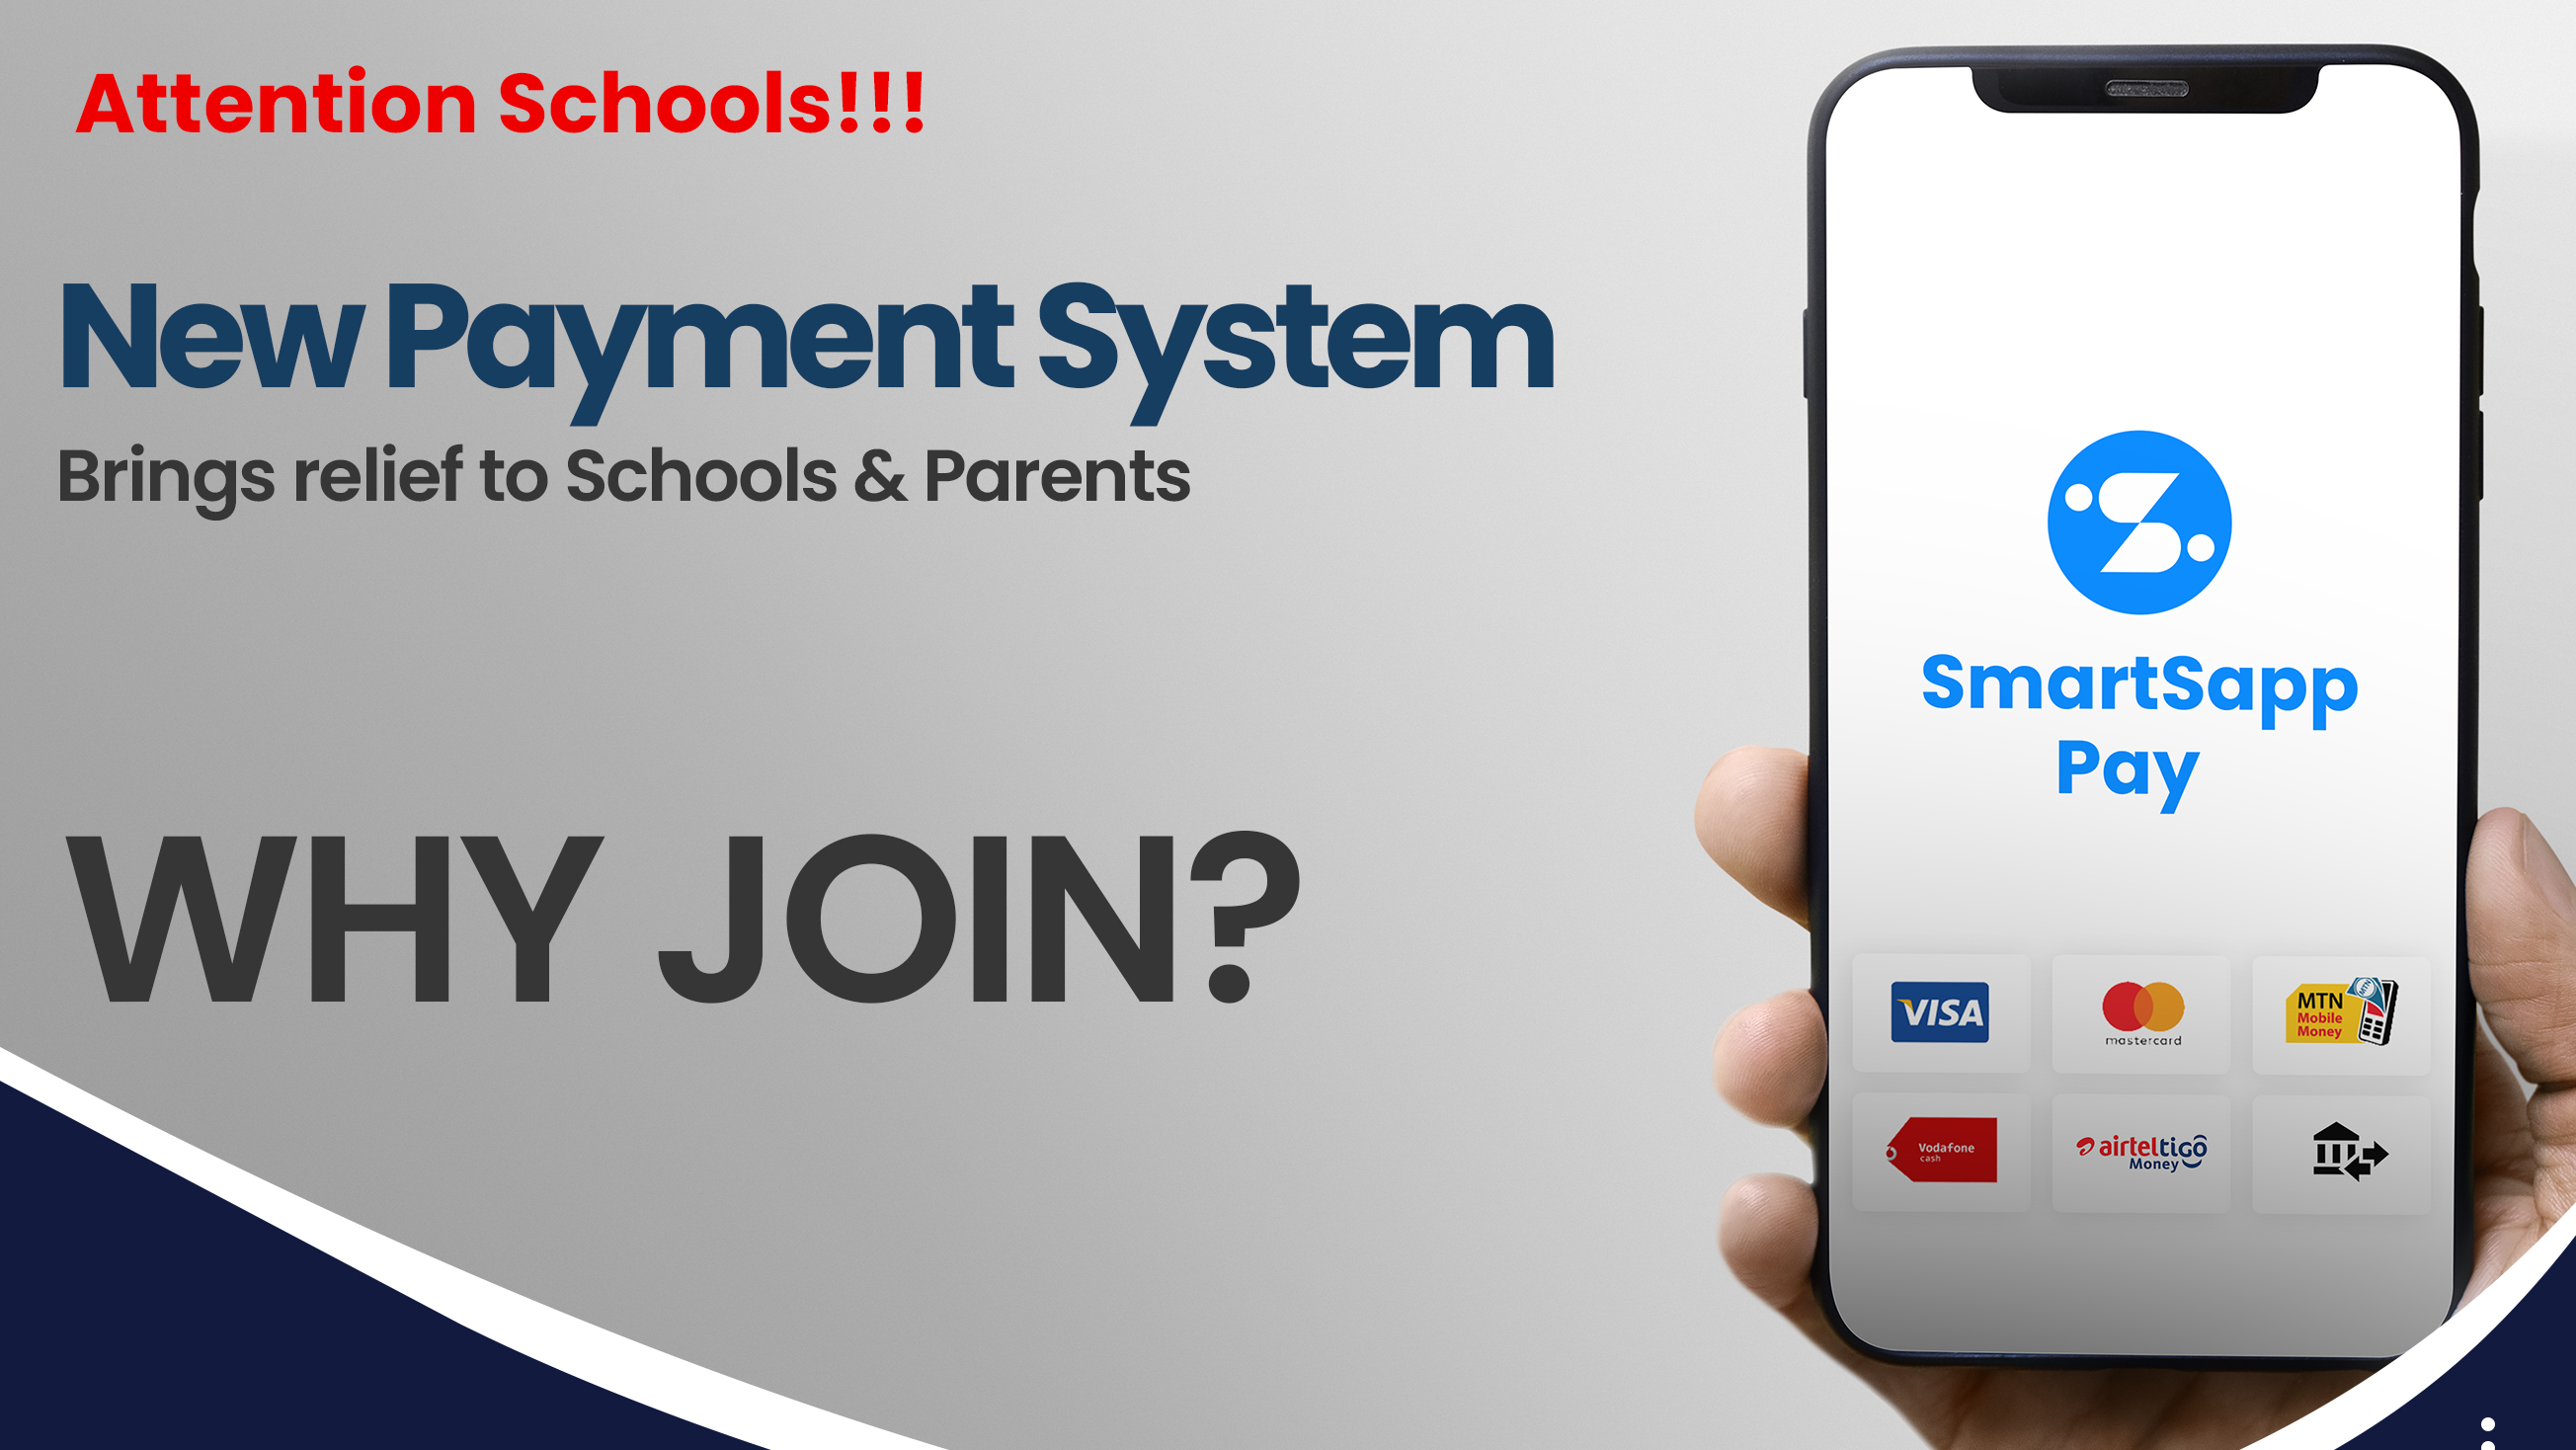 Attention Schools!!!
New Payment System
Brings relief to Schools & Parents
WHY JOIN?
SmartSapp
Pay
VISA
mastercard
MTN
Mobile
Money
MTN
Vodafone
cash
airteltigo
Money